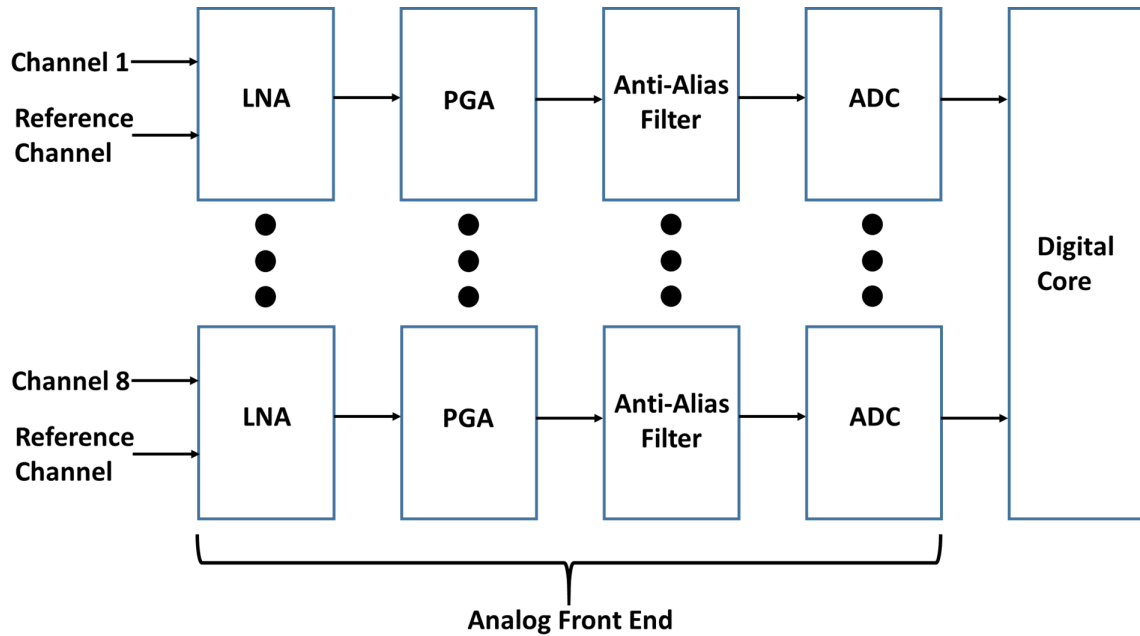 Channel 1
Reference
Channel
LNA
PGA
Anti-Alias
Filter
ADC
Digital
Core
Channel 8
Reference
Channel
LNA
PGA
Anti-Alias
Filter
ADC
Analog Front End